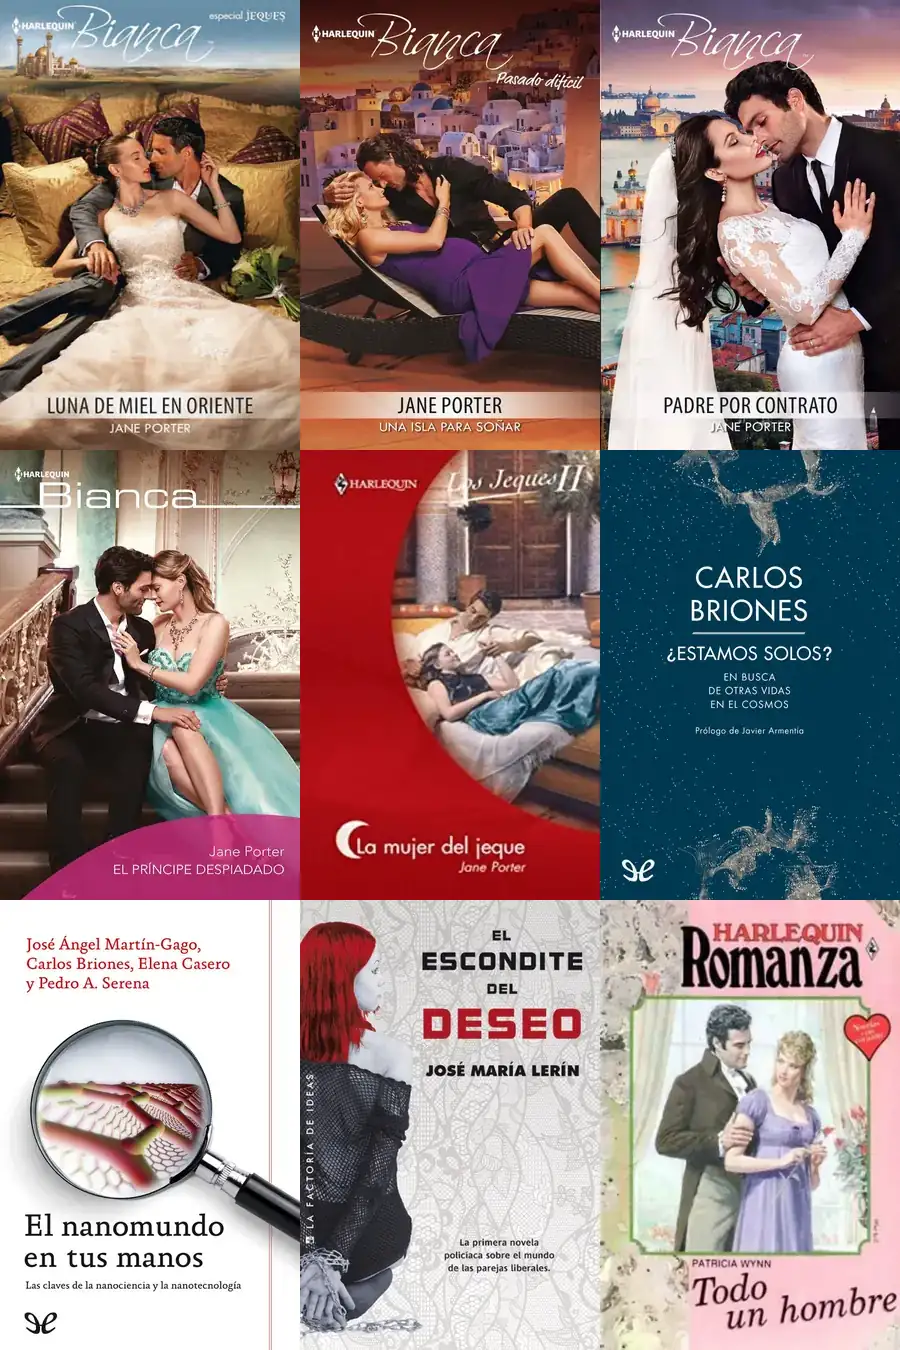 HARLEQUIN
Bianca
especial JEQUES
LUNA DE MIEL EN ORIENTE
JANE PORTER
HARLEQUIN
Bianca
Pasado difícil
JANE PORTER
UNA ISLA PARA SOÑAR
HARLEQUIN
Bianca
PADRE POR CONTRATO
JANE PORTER
HARLEQUIN
Bianca
Jane Porter
EL PRÍNCIPE DESPIADADO
HARLEQUIN
Los Jeques II
La mujer del jeque
Jane Porter
CARLOS
BRIONES
¿ESTAMOS SOLOS?
EN BUSCA
DE OTRAS VIDAS
EN EL COSMOS
Prólogo de Javier Armentia
José Ángel Martín-Gago,
Carlos Briones, Elena Casero
y Pedro A. Serena
El nanomundo
en tus manos
Las claves de la nanociencia y la nanotecnología
EL
ESCONDITE
DEL
DESEO
JOSÉ MARÍA LERÍN
LA FACTORÍA DE IDEAS
La primera novela
policiaca sobre el mundo
de las parejas liberales.
HARLEQUIN
Romanza
PATRICIA WYNN
Todo
un hombre